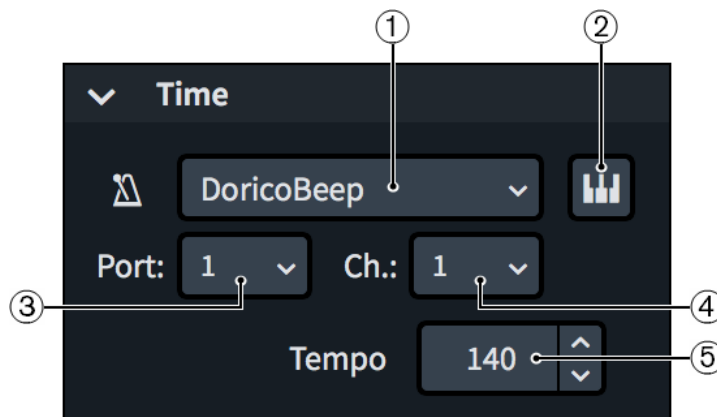 ① ②
Time
DoricoBeep
Port: 1 Ch.: 1
③ ④
Tempo 140 ⑤